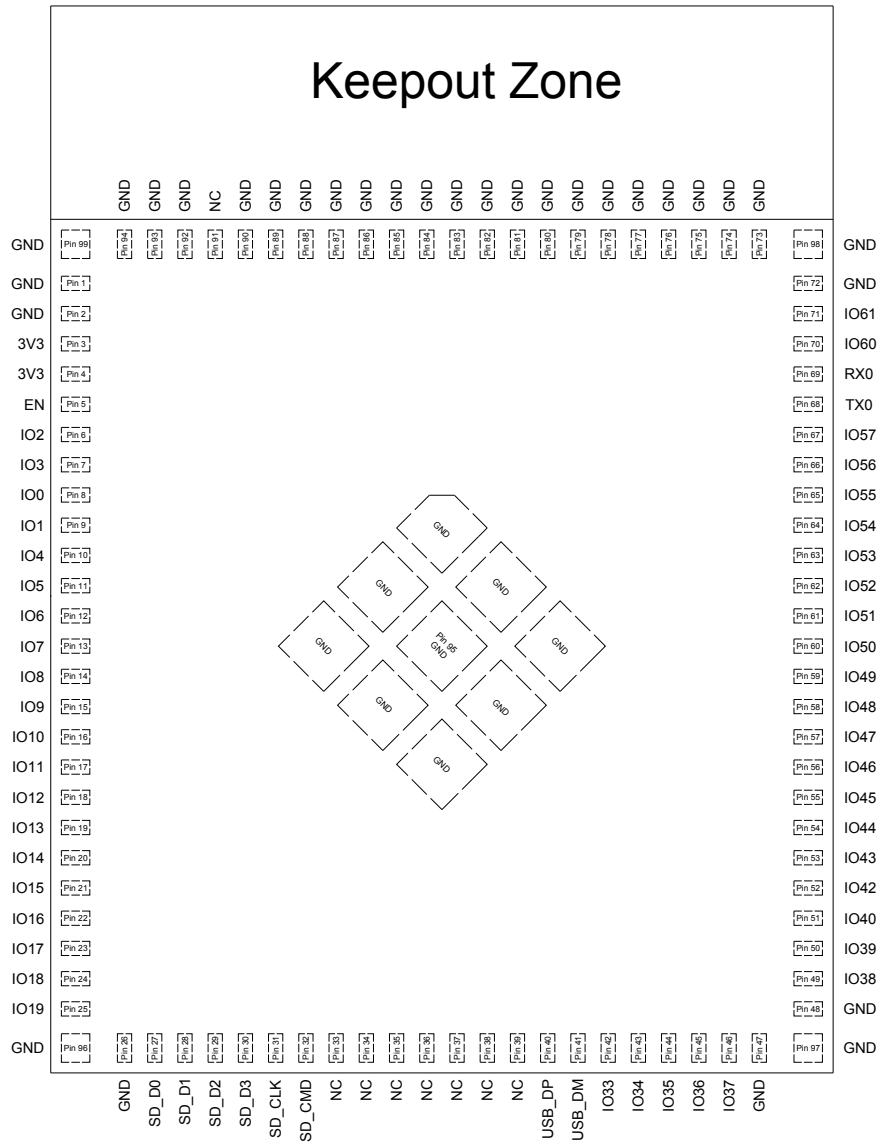 Keepout Zone
GND GND GND NC GND GND GND GND GND GND GND GND GND GND GND GND GND GND GND GND GND GND
GND Pin 99 Pin 94 Pin 93 Pin 92 Pin 91 Pin 90 Pin 89 Pin 88 Pin 87 Pin 86 Pin 85 Pin 84 Pin 83 Pin 82 Pin 81 Pin 80 Pin 79 Pin 78 Pin 77 Pin 76 Pin 75 Pin 74 Pin 73 Pin 98 GND
GND Pin 1 Pin 72 GND
GND Pin 2 Pin 71 IO61
3V3 Pin 3 Pin 70 IO60
3V3 Pin 4 Pin 69 RX0
EN Pin 5 Pin 68 TX0
IO2 Pin 6 Pin 67 IO57
IO3 Pin 7 Pin 66 IO56
IO0 Pin 8 Pin 65 IO55
IO1 Pin 9 GND Pin 64 IO54
IO4 Pin 10 Pin 63 IO53
IO5 Pin 11 GND GND Pin 62 IO52
IO6 Pin 12 Pin 61 IO51
IO7 Pin 13 GND Pin 95 GND GND Pin 60 IO50
IO8 Pin 14 Pin 59 IO49
IO9 Pin 15 GND GND Pin 58 IO48
IO10 Pin 16 Pin 57 IO47
IO11 Pin 17 GND Pin 56 IO46
IO12 Pin 18 Pin 55 IO45
IO13 Pin 19 Pin 54 IO44
IO14 Pin 20 Pin 53 IO43
IO15 Pin 21 Pin 52 IO42
IO16 Pin 22 Pin 51 IO40
IO17 Pin 23 Pin 50 IO39
IO18 Pin 24 Pin 49 IO38
IO19 Pin 25 Pin 48 GND
GND Pin 96 Pin 26 Pin 27 Pin 28 Pin 29 Pin 30 Pin 31 Pin 32 Pin 33 Pin 34 Pin 35 Pin 36 Pin 37 Pin 38 Pin 39 Pin 40 Pin 41 Pin 42 Pin 43 Pin 44 Pin 45 Pin 46 Pin 47 Pin 97 GND
GND SD_D0 SD_D1 SD_D2 SD_D3 SD_CLK SD_CMD NC NC NC NC NC NC NC USB_DP USB_DM IO33 IO34 IO35 IO36 IO37 GND